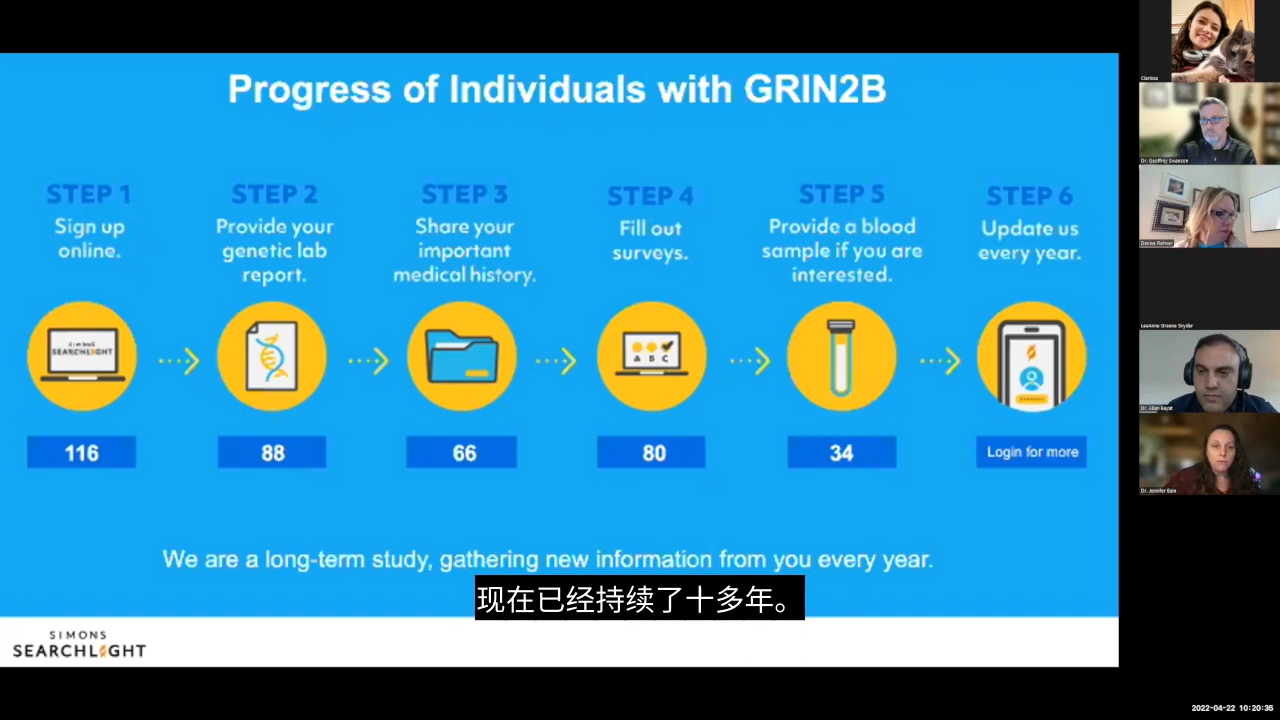 Progress of Individuals with GRIN2B
STEP 1
Sign up
online.
STEP 2
Provide your
genetic lab
report.
STEP 3
Share your
important
medical history.
STEP 4
Fill out
surveys.
STEP 5
Provide a blood
sample if you are
interested.
STEP 6
Update us
every year.
SEARCHLIGHT
A B C
116
88
66
80
34
Login for more
We are a long-term study, gathering new information from you every year.
现在已经持续了十多年。
SIMONS
SEARCHLIGHT
Clarissa
Dr. Geoffrey Swanson
LeeAnne Greene Snyder
Dr. Allan Bayat
Dr. Jennifer Bain
2022-04-22 10:20:35